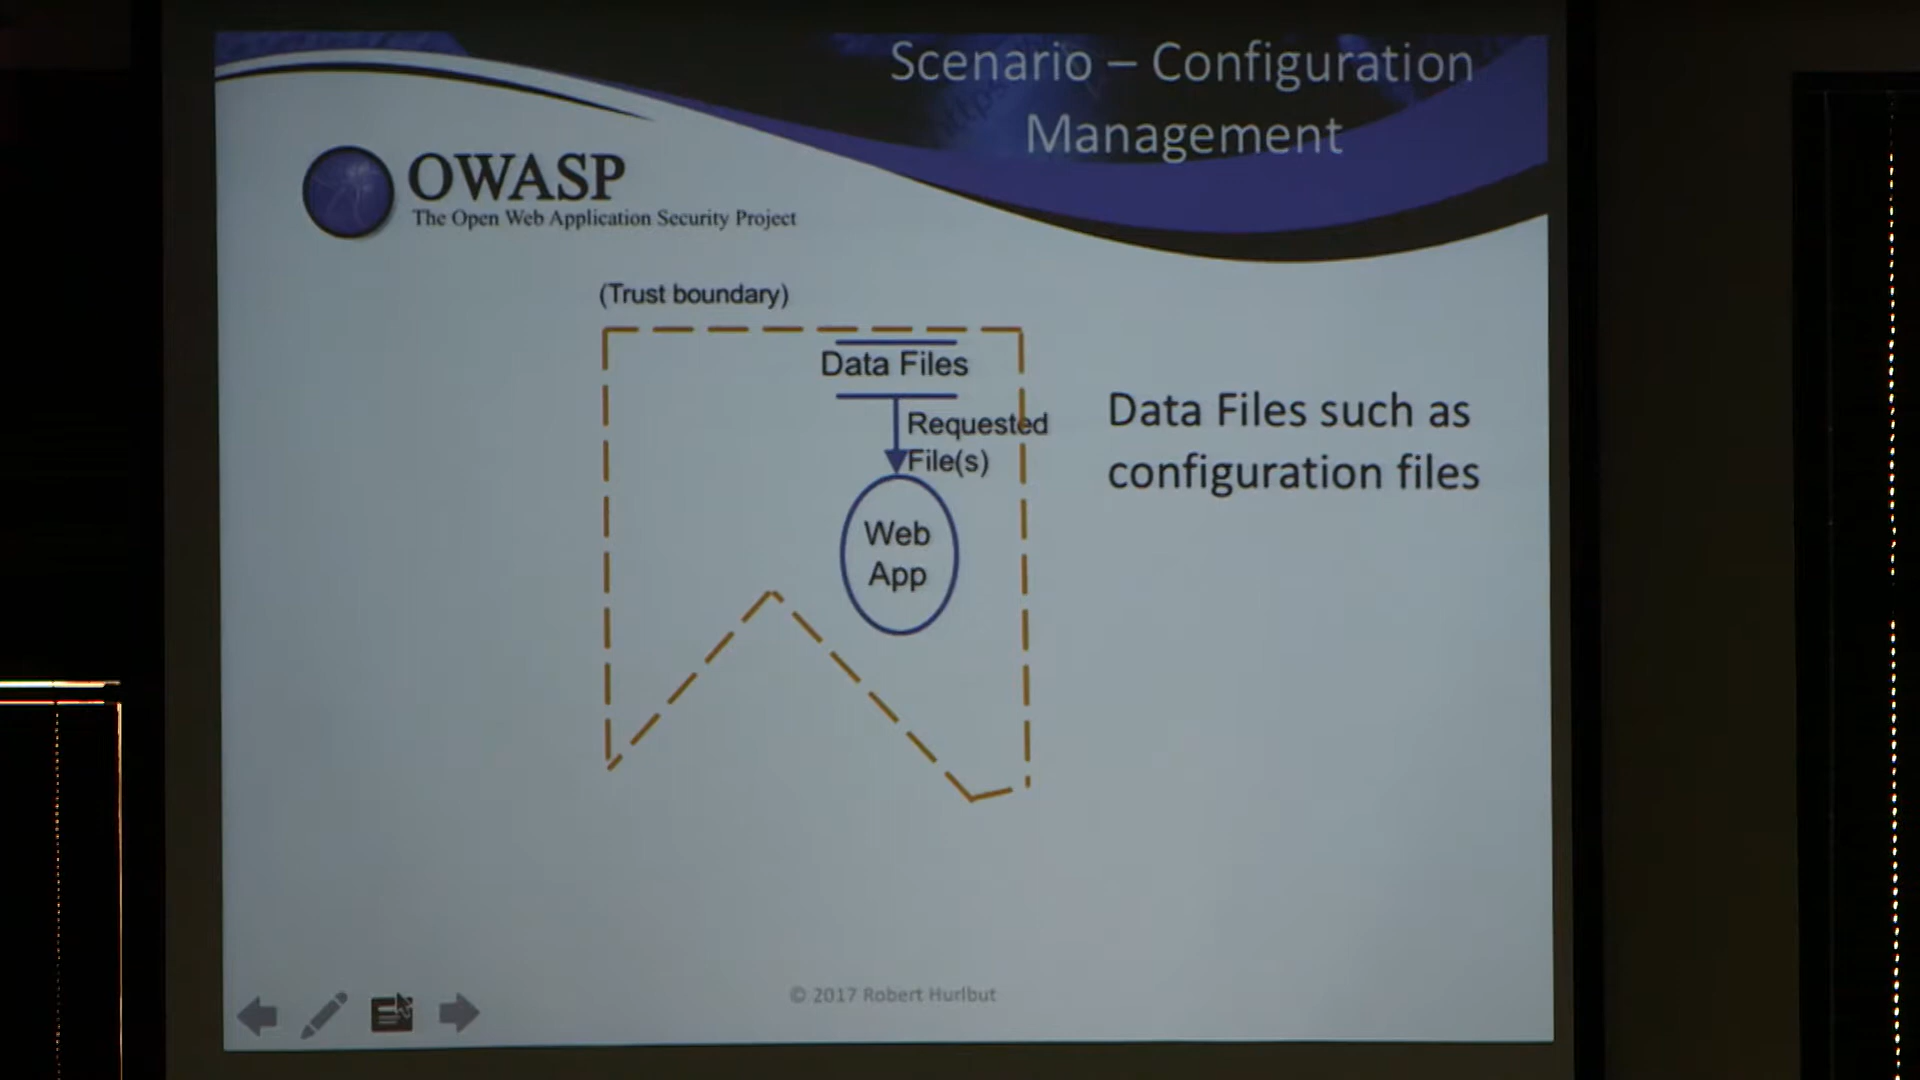 Scenario – Configuration
Management
OWASP
The Open Web Application Security Project
(Trust boundary)
Data Files
Requested
File(s)
Web
App
Data Files such as
configuration files
© 2017 Robert Hurlbut